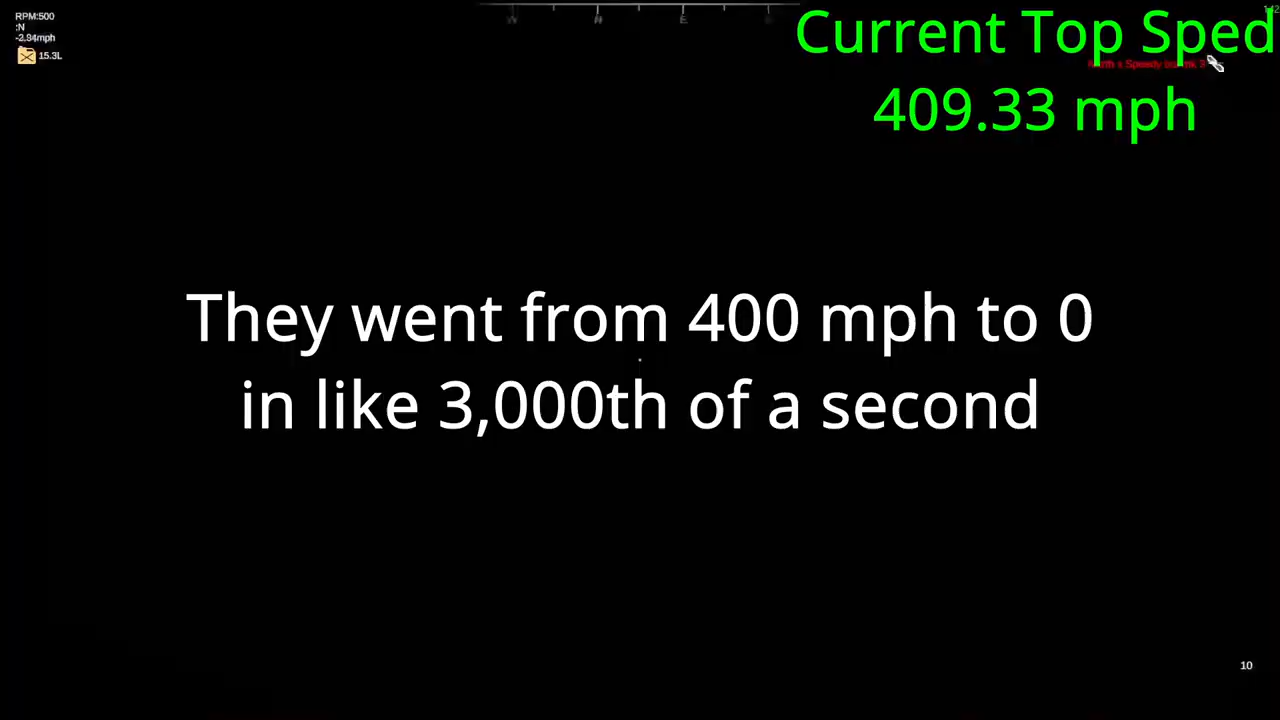 RPM:500
:N
-2.94mph
15.3L
W N E
Current Top Sped
409.33 mph
They went from 400 mph to 0
in like 3,000th of a second
10